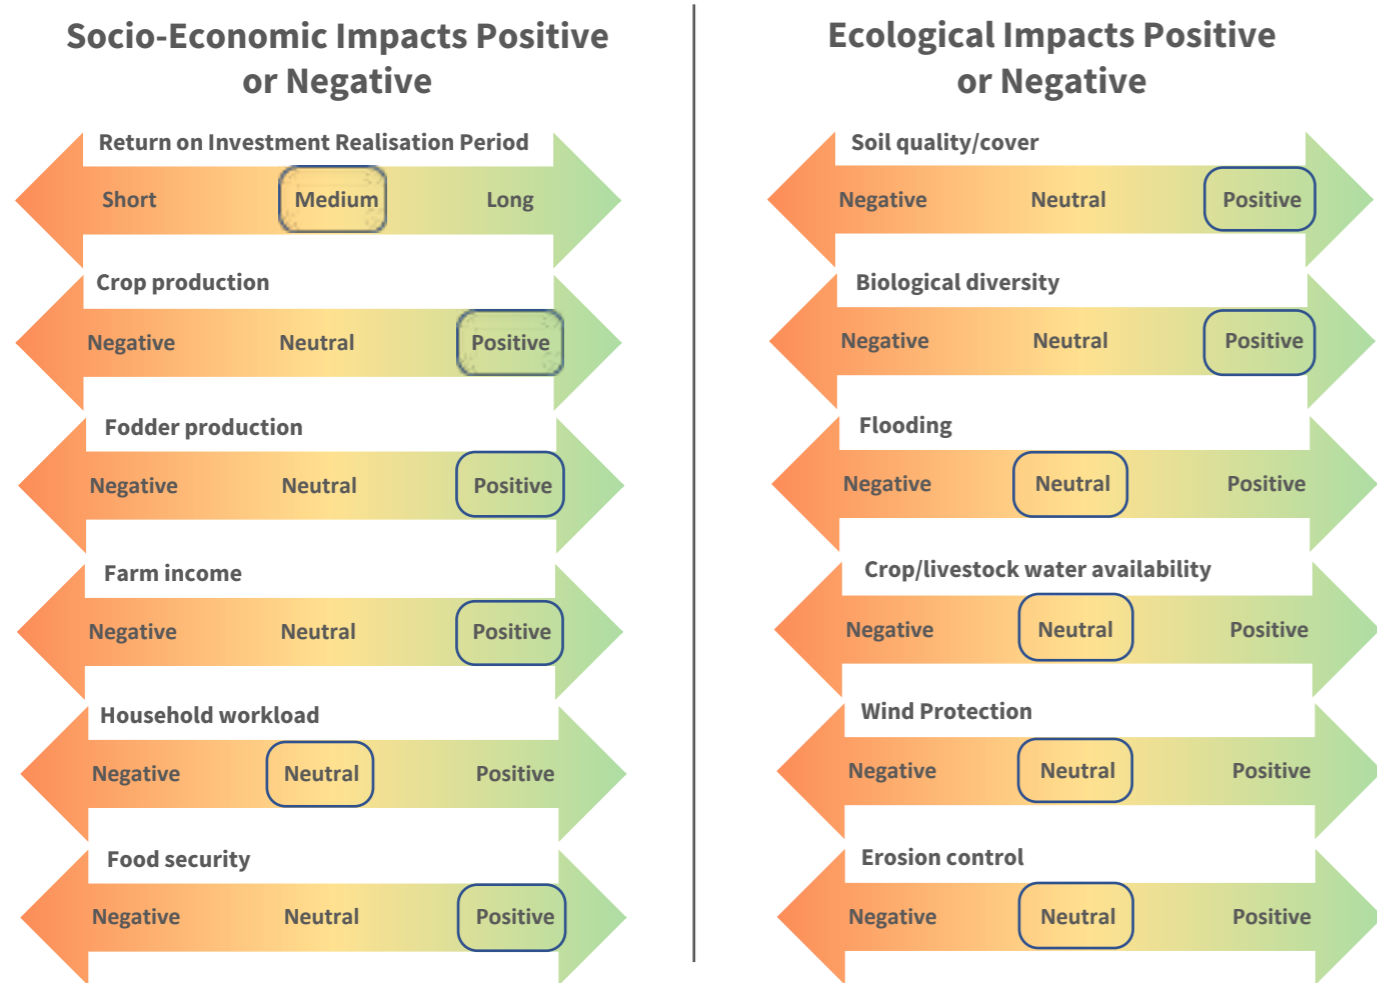 Socio-Economic Impacts Positive
or Negative
Return on Investment Realisation Period
Short Medium Long
Crop production
Negative Neutral Positive
Fodder production
Negative Neutral Positive
Farm income
Negative Neutral Positive
Household workload
Negative Neutral Positive
Food security
Negative Neutral Positive
Ecological Impacts Positive
or Negative
Soil quality/cover
Negative Neutral Positive
Biological diversity
Negative Neutral Positive
Flooding
Negative Neutral Positive
Crop/livestock water availability
Negative Neutral Positive
Wind Protection
Negative Neutral Positive
Erosion control
Negative Neutral Positive